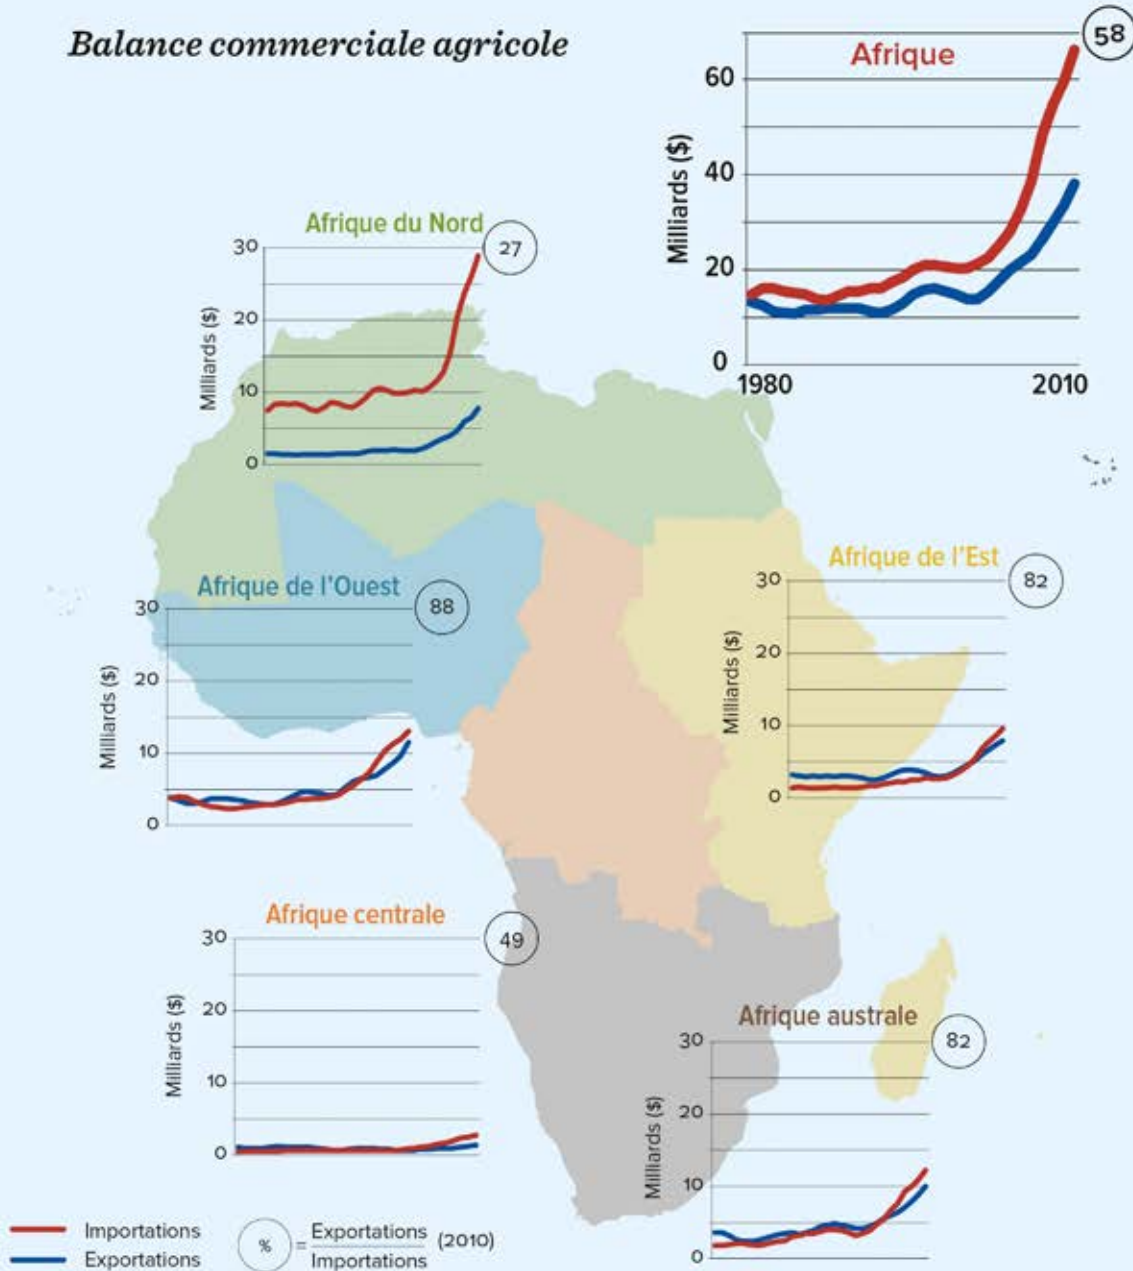 Balance commerciale agricole
Afrique
58
Milliards ($)
60
40
20
0
1980
2010
Afrique du Nord
27
Milliards ($)
30
20
10
0
Afrique de l'Ouest
88
Milliards ($)
30
20
10
0
Afrique de l'Est
82
Milliards ($)
30
20
10
0
Afrique centrale
49
Milliards ($)
30
20
10
0
Afrique australe
82
Milliards ($)
30
20
10
0
Importations
Exportations
% = Exportations
Importations
(2010)